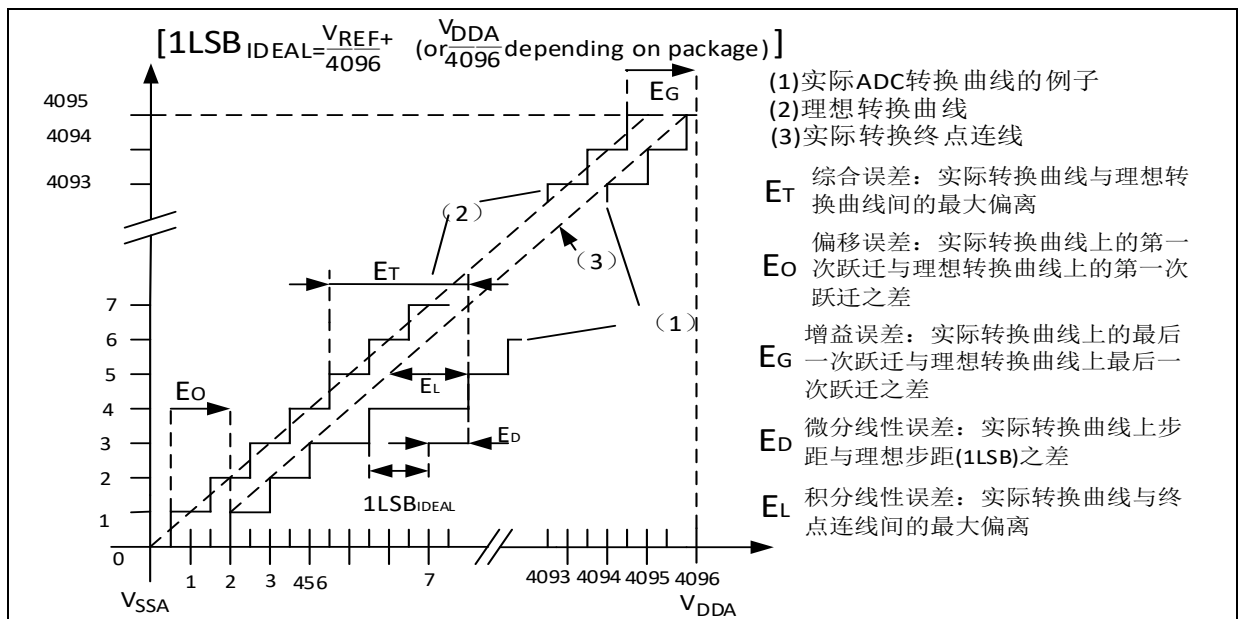 [1LSB IDEAL=VREF+/4096 (or VDDA/4096 depending on package)]
EG
4095
4094
4093
(1)实际ADC转换曲线的例子
(2)理想转换曲线
(3)实际转换终点连线
ET 综合误差：实际转换曲线与理想转
换曲线间的最大偏离
EO 偏移误差：实际转换曲线上的第一
次跃迁与理想转换曲线上的第一次
跃迁之差
EG 增益误差：实际转换曲线上的最后
一次跃迁与理想转换曲线上最后一
次跃迁之差
ED 微分线性误差：实际转换曲线上步
距与理想步距(1LSB)之差
EL 积分线性误差：实际转换曲线与终
点连线间的最大偏离
（2）
（3）
（1）
ET
7
6
5
4
3
2
1
0
EO
EL
ED
1LSBIDEAL
1 2 3 456 7 4093 4094 4095 4096
VSSA
VDDA